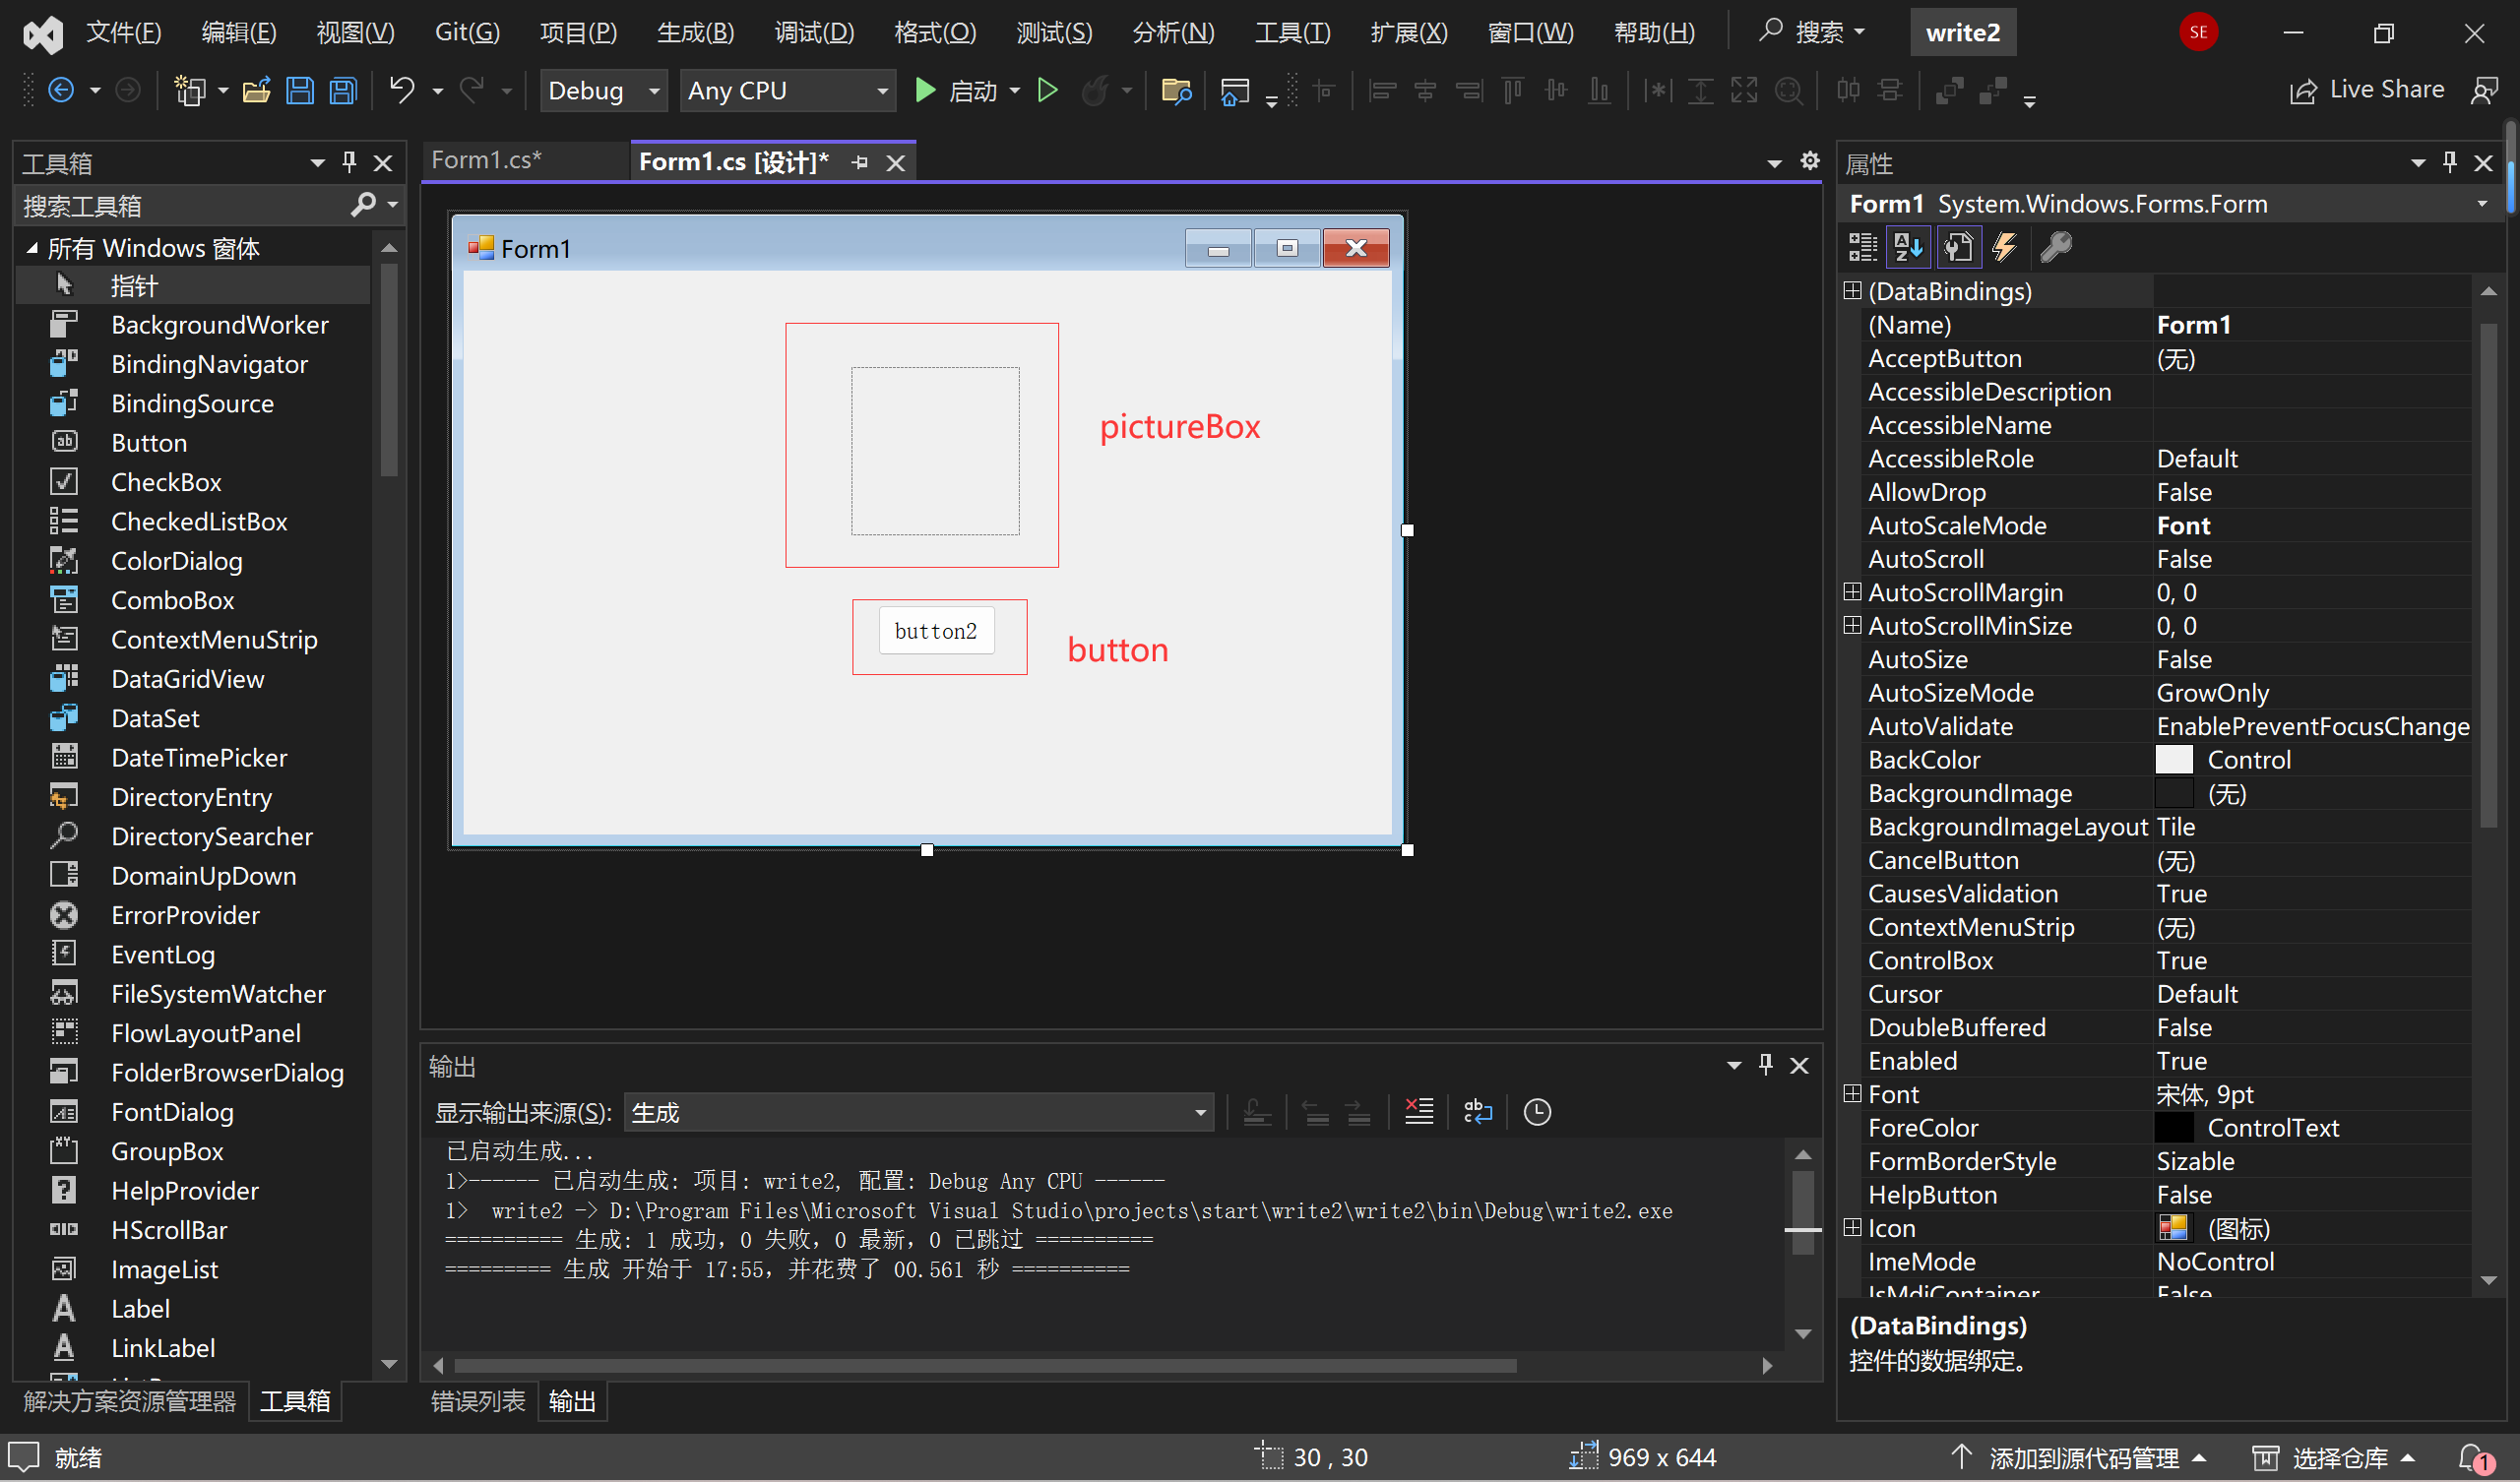 文件(F) 编辑(E) 视图(V) Git(G) 项目(P) 生成(B) 调试(D) 格式(O) 测试(S) 分析(N) 工具(T) 扩展(X) 窗口(W) 帮助(H) 搜索 write2 SE
Debug Any CPU 启动 Live Share
工具箱
搜索工具箱
所有 Windows 窗体
指针
BackgroundWorker
BindingNavigator
BindingSource
Button
CheckBox
CheckedListBox
ColorDialog
ComboBox
ContextMenuStrip
DataGridView
DataSet
DateTimePicker
DirectoryEntry
DirectorySearcher
DomainUpDown
ErrorProvider
EventLog
FileSystemWatcher
FlowLayoutPanel
FolderBrowserDialog
FontDialog
GroupBox
HelpProvider
HScrollBar
ImageList
Label
LinkLabel
解决方案资源管理器 工具箱
Form1.cs* Form1.cs [设计]*
Form1
pictureBox
button2
button
输出
显示输出来源(S): 生成
已启动生成...
1>------ 已启动生成: 项目: write2, 配置: Debug Any CPU ------
1>  write2 -> D:\Program Files\Microsoft Visual Studio\projects\start\write2\write2\bin\Debug\write2.exe
========== 生成: 1 成功，0 失败，0 最新，0 已跳过 ==========
========= 生成 开始于 17:55，并花费了 00.561 秒 ==========
错误列表 输出
属性
Form1 System.Windows.Forms.Form
(DataBindings)
(Name) Form1
AcceptButton (无)
AccessibleDescription
AccessibleName
AccessibleRole Default
AllowDrop False
AutoScaleMode Font
AutoScroll False
AutoScrollMargin 0, 0
AutoScrollMinSize 0, 0
AutoSize False
AutoSizeMode GrowOnly
AutoValidate EnablePreventFocusChange
BackColor Control
BackgroundImage (无)
BackgroundImageLayout Tile
CancelButton (无)
CausesValidation True
ContextMenuStrip (无)
ControlBox True
Cursor Default
DoubleBuffered False
Enabled True
Font 宋体, 9pt
ForeColor ControlText
FormBorderStyle Sizable
HelpButton False
Icon (图标)
ImeMode NoControl
IsMdiContainer False
(DataBindings)
控件的数据绑定。
就绪 30 , 30 969 x 644 添加到源代码管理 选择仓库 1